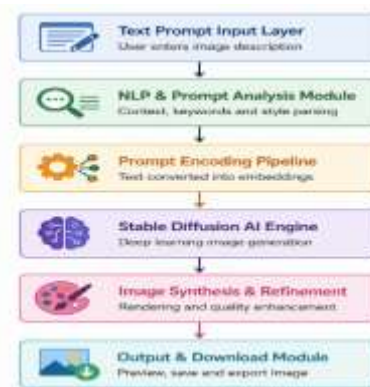 Text Prompt Input Layer
User enters image description
NLP & Prompt Analysis Module
Context, keywords and style parsing
Prompt Encoding Pipeline
Text converted into embeddings
Stable Diffusion AI Engine
Deep learning image generation
Image Synthesis & Refinement
Rendering and quality enhancement
Output & Download Module
Preview, save and export image